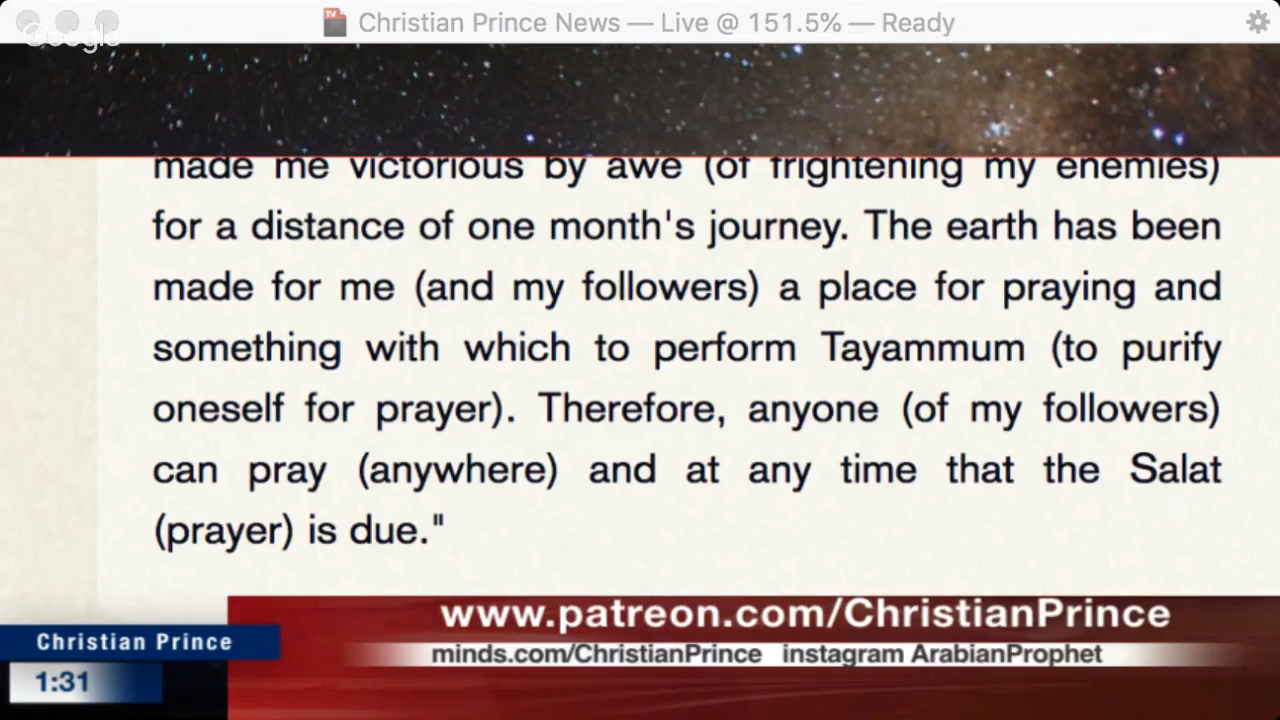 Christian Prince News — Live @ 151.5% — Ready
Google
made me victorious by awe (of frightening my enemies)
for a distance of one month's journey. The earth has been
made for me (and my followers) a place for praying and
something with which to perform Tayammum (to purify
oneself for prayer). Therefore, anyone (of my followers)
can pray (anywhere) and at any time that the Salat
(prayer) is due."
www.patreon.com/ChristianPrince
Christian Prince
minds.com/ChristianPrince instagram ArabianProphet
1:31